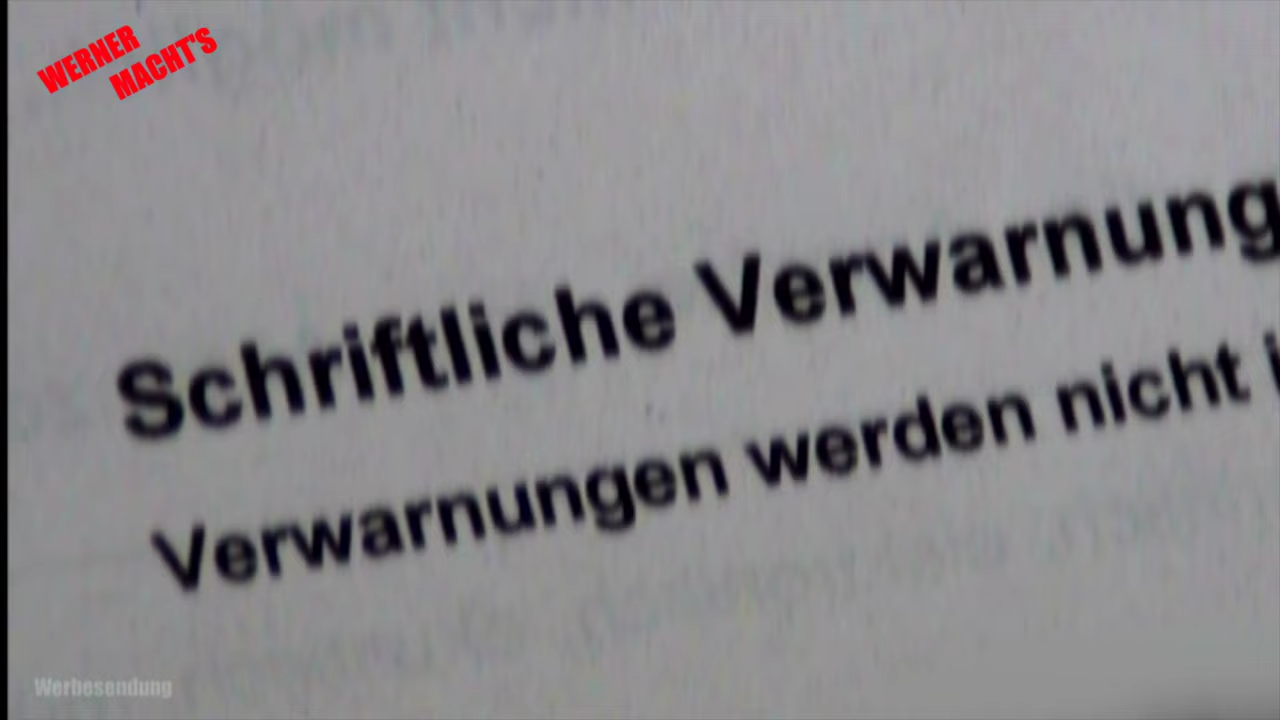 WERNER
MACHT'S
Schriftliche Verwarnung
Verwarnungen werden nicht
Werbesendung